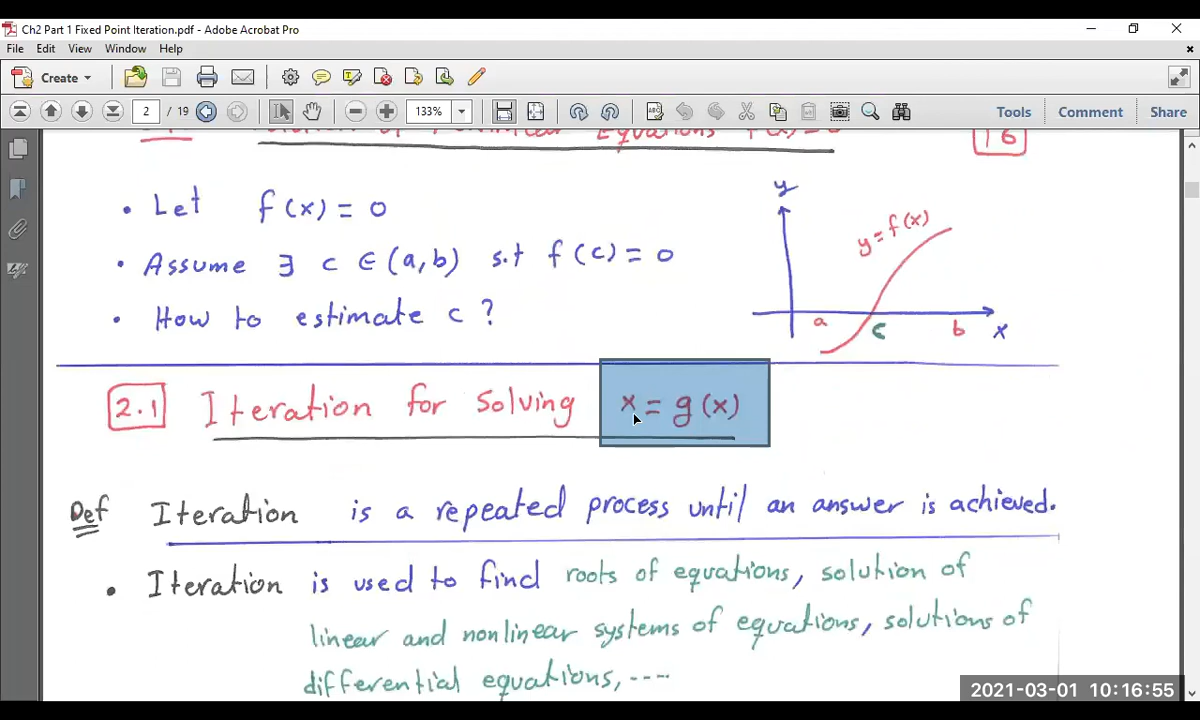 Ch2 Part 1 Fixed Point Iteration.pdf - Adobe Acrobat Pro
File Edit View Window Help
Create
2 / 19 133% Tools Comment Share
Equations f(x)=0
16
• Let f(x) = 0
• Assume ∃ c ∈ (a,b) s.t f(c) = 0
• How to estimate c ?
y
y = f(x)
a c b x
2.1 Iteration for Solving x = g(x)
Def Iteration is a repeated process until an answer is achieved.
• Iteration is used to find roots of equations, solution of
linear and nonlinear systems of equations, solutions of
differential equations, ....
2021-03-01 10:16:55